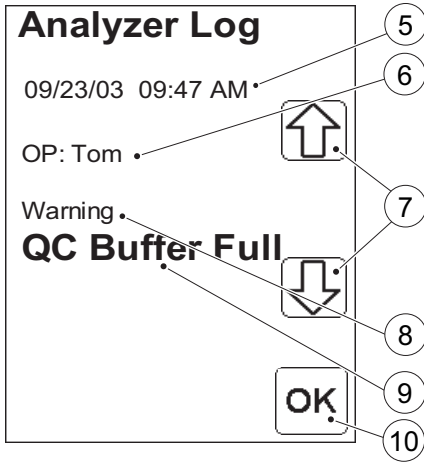 Analyzer Log
5
09/23/03 09:47 AM
6
OP: Tom
7
Warning
QC Buffer Full
8
9
OK
10